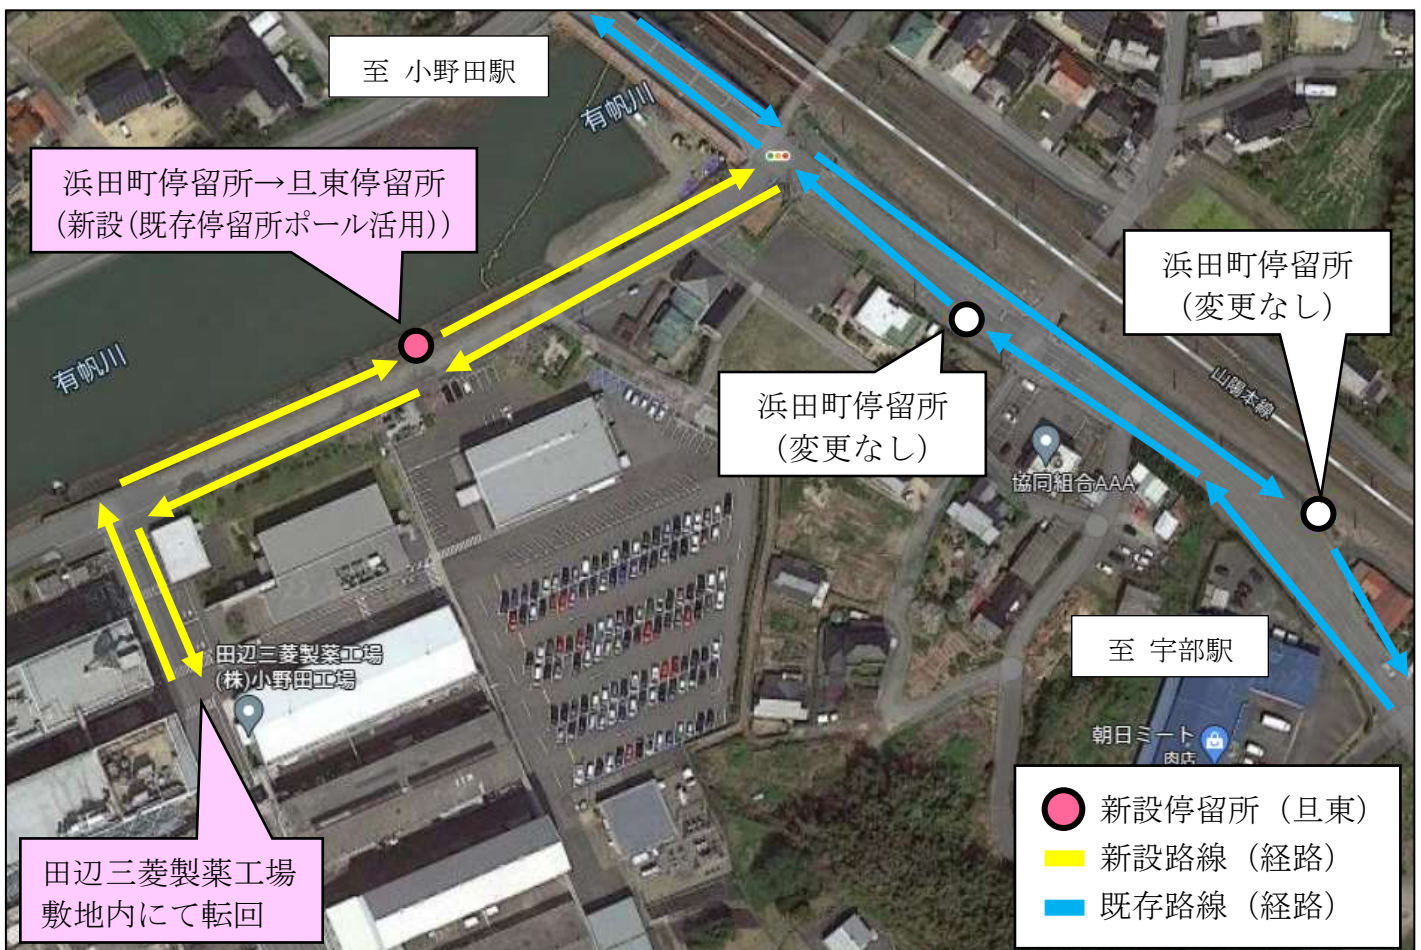 至 小野田駅
有帆川
浜田町停留所→旦東停留所
(新設(既存停留所ポール活用))
有帆川
浜田町停留所
（変更なし）
浜田町停留所
（変更なし）
山陽本線
協同組合AAA
至 宇部駅
田辺三菱製薬工場
(株)小野田工場
朝日ミート
肉店
田辺三菱製薬工場
敷地内にて転回
新設停留所（旦東）
新設路線（経路）
既存路線（経路）